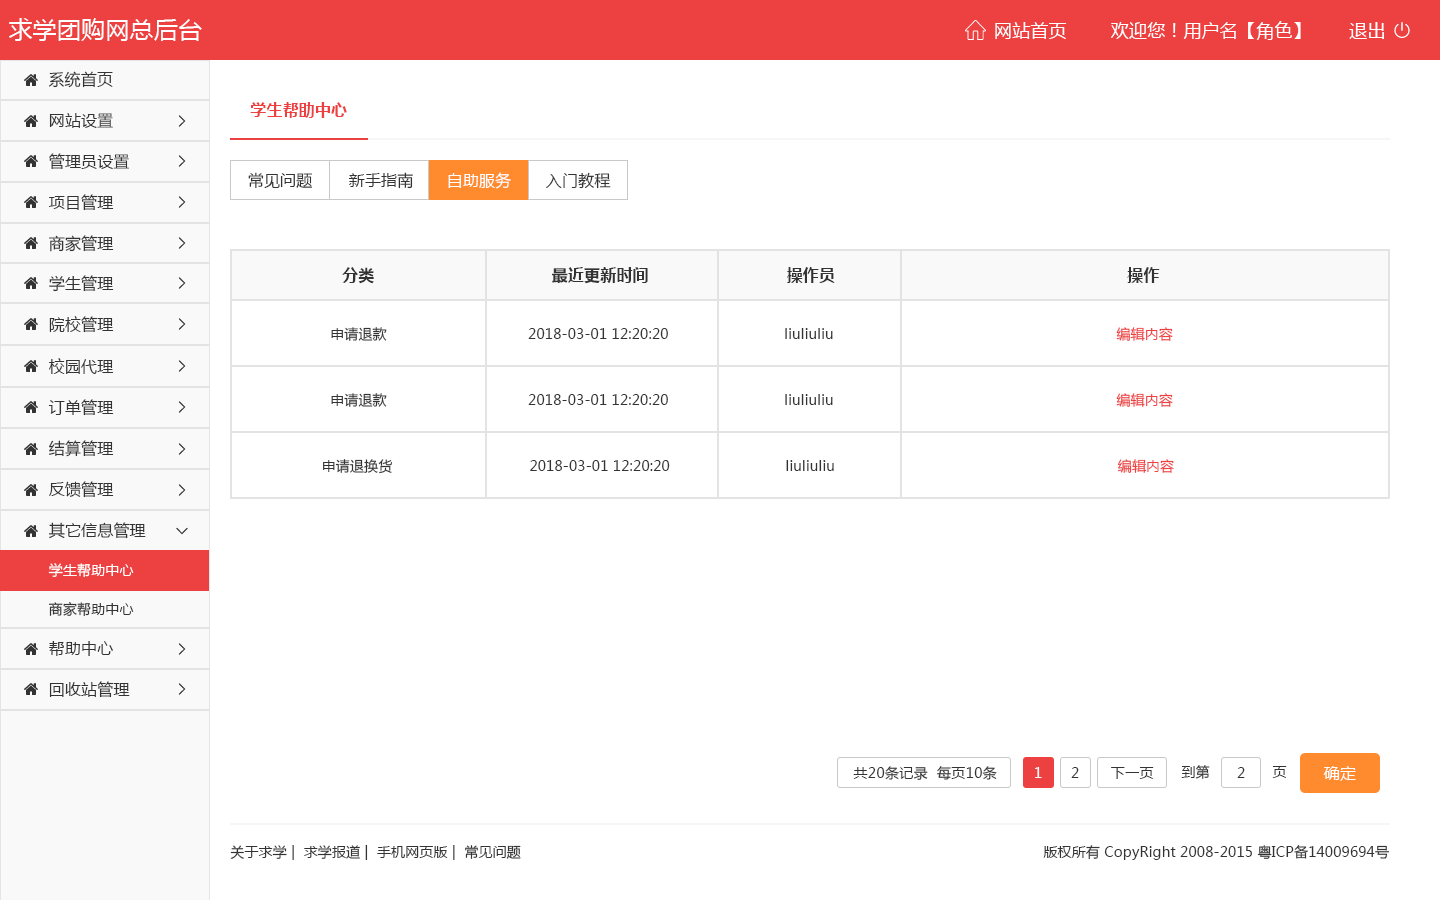 求学团购网总后台
网站首页 欢迎您！用户名【角色】 退出
系统首页
网站设置
管理员设置
项目管理
商家管理
学生管理
院校管理
校园代理
订单管理
结算管理
反馈管理
其它信息管理
学生帮助中心
商家帮助中心
帮助中心
回收站管理
学生帮助中心
常见问题 新手指南 自助服务 入门教程
分类 最近更新时间 操作员 操作
申请退款 2018-03-01 12:20:20 liuliuliu 编辑内容
申请退款 2018-03-01 12:20:20 liuliuliu 编辑内容
申请退换货 2018-03-01 12:20:20 liuliuliu 编辑内容
共20条记录 每页10条 1 2 下一页 到第 2 页 确定
关于求学 | 求学报道 | 手机网页版 | 常见问题
版权所有 CopyRight 2008-2015 粤ICP备14009694号